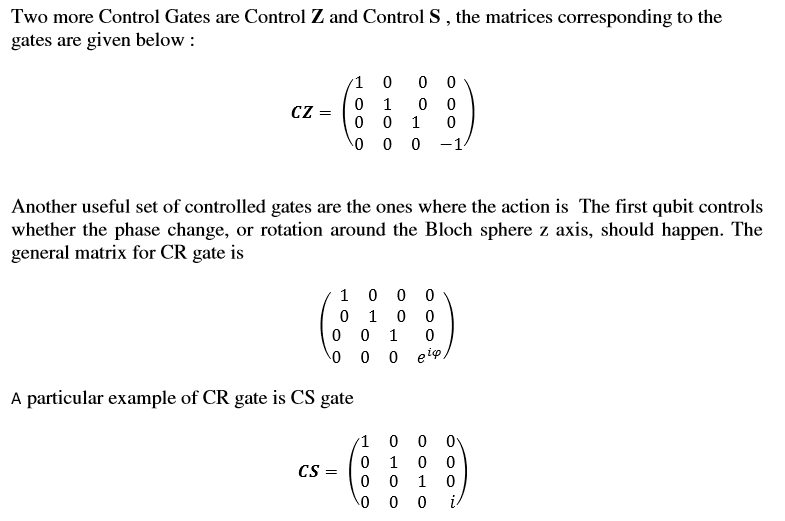 Two more Control Gates are Control Z and Control S , the matrices corresponding to the
gates are given below :
CZ = 
1 0 0 0
0 1 0 0
0 0 1 0
0 0 0 −1
Another useful set of controlled gates are the ones where the action is The first qubit controls
whether the phase change, or rotation around the Bloch sphere z axis, should happen. The
general matrix for CR gate is
1 0 0 0
0 1 0 0
0 0 1 0
0 0 0 e^{iφ}
A particular example of CR gate is CS gate
CS =
1 0 0 0
0 1 0 0
0 0 1 0
0 0 0 i